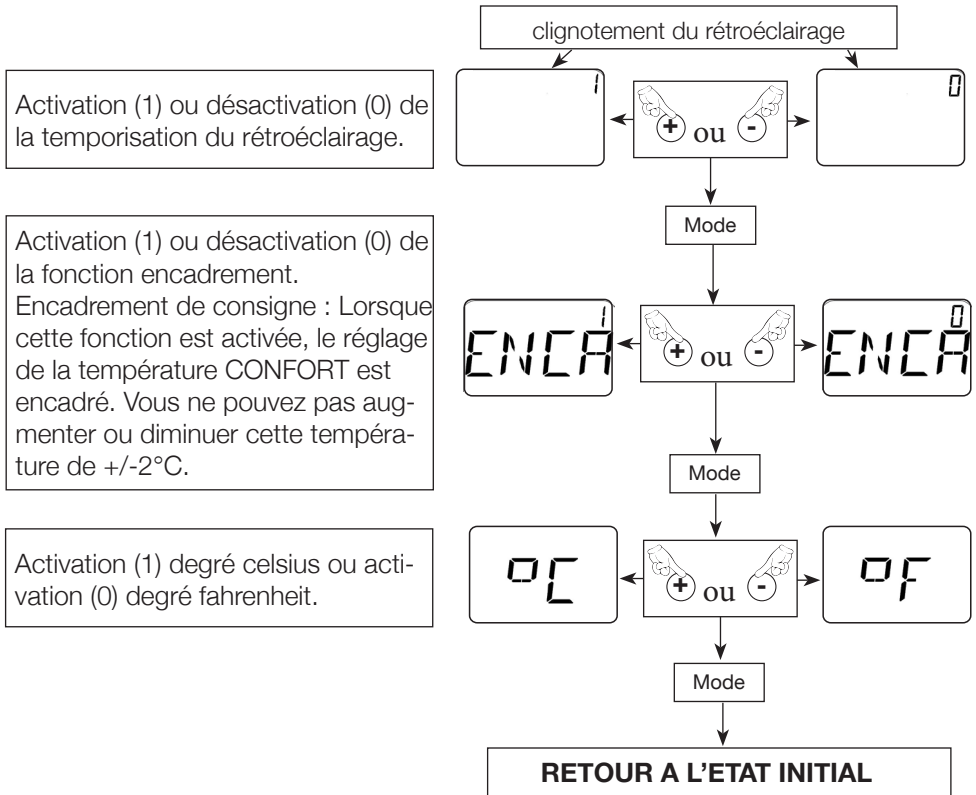 clignotement du rétroéclairage
Activation (1) ou désactivation (0) de
la temporisation du rétroéclairage.
1
+ ou -
0
Mode
Activation (1) ou désactivation (0) de
la fonction encadrement.
Encadrement de consigne : Lorsque
cette fonction est activée, le réglage
de la température CONFORT est
encadré. Vous ne pouvez pas aug-
menter ou diminuer cette tempéra-
ture de +/-2°C.
1
ENCA
+ ou -
0
ENCA
Mode
Activation (1) degré celsius ou acti-
vation (0) degré fahrenheit.
°C
+ ou -
°F
Mode
RETOUR A L'ETAT INITIAL